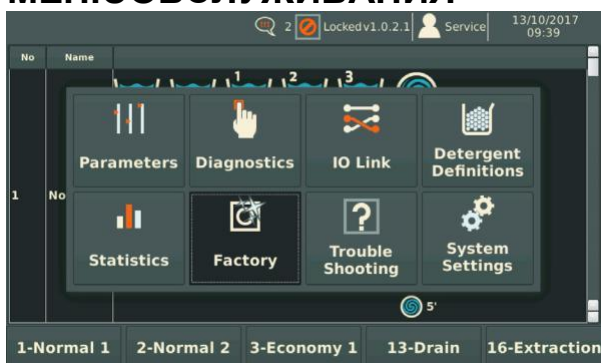 МЕНЮОБСЛУЖИВАНИЯ
2 Locked v1.0.2.1 Service 13/10/2017 09:39
No Name
1 2 3
Parameters Diagnostics IO Link Detergent Definitions
1 No
Statistics Factory Trouble Shooting System Settings
5'
1-Normal 1 2-Normal 2 3-Economy 1 13-Drain 16-Extraction